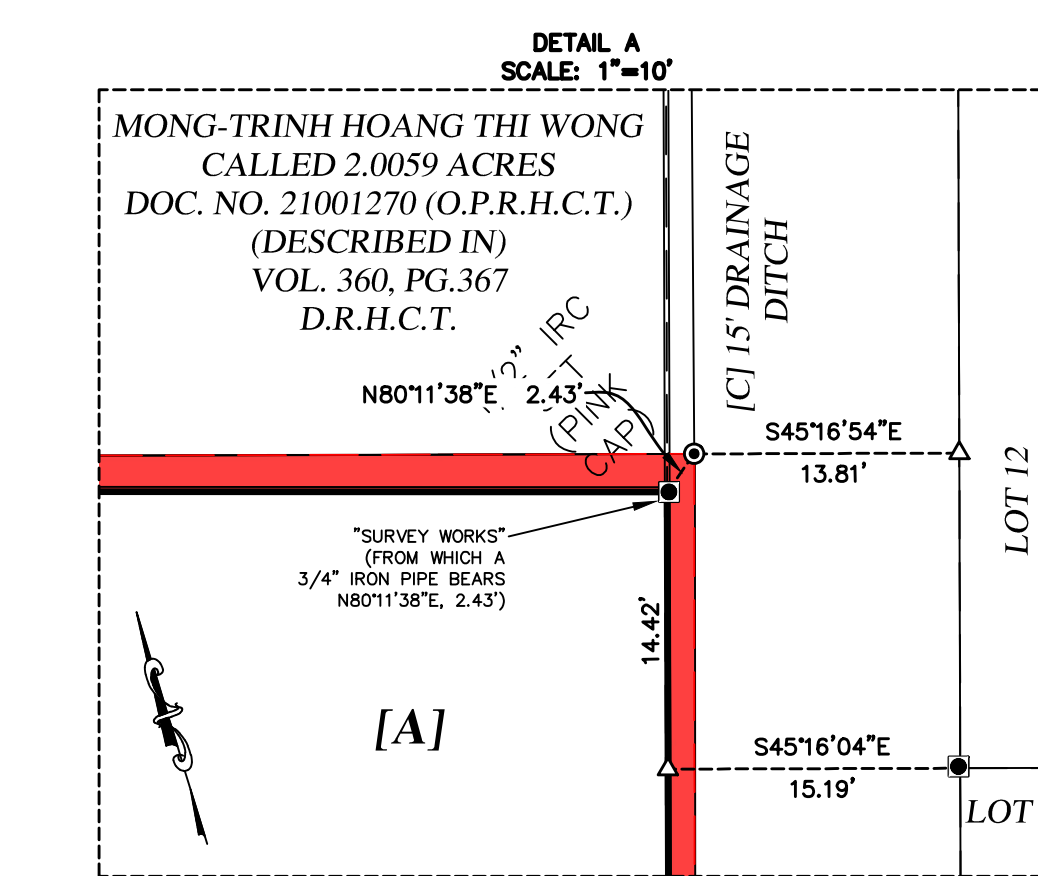 DETAIL A
SCALE: 1"=10'
MONG-TRINH HOANG THI WONG
CALLED 2.0059 ACRES
DOC. NO. 21001270 (O.P.R.H.C.T.)
(DESCRIBED IN)
VOL. 360, PG.367
D.R.H.C.T.
[C] 15' DRAINAGE
DITCH
IRC
(PINK
CAP)
N80°11'38"E 2.43'
S45°16'54"E
13.81'
LOT 12
"SURVEY WORKS"
(FROM WHICH A
3/4" IRON PIPE BEARS
N80°11'38"E, 2.43')
14.42'
[A]
S45°16'04"E
15.19'
LOT